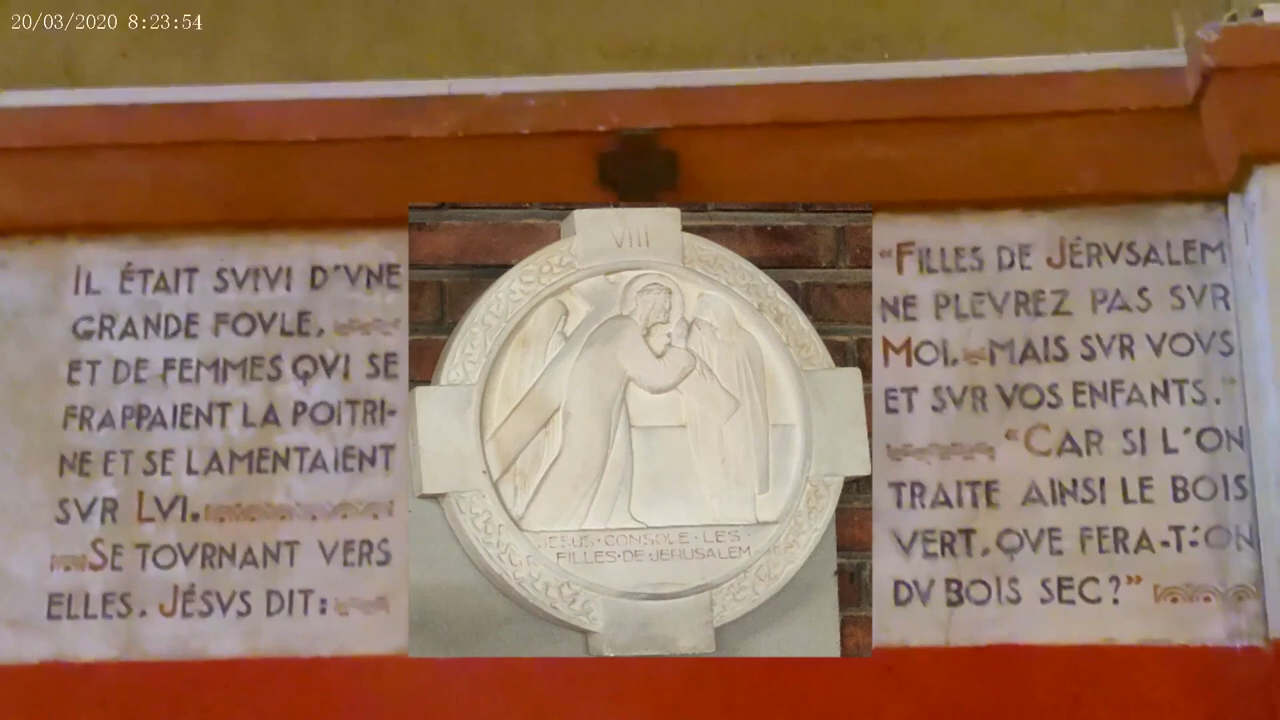 20/03/2020 8:23:54
IL ÉTAIT SVIVI D'VNE
GRANDE FOVLE,
ET DE FEMMES QVI SE
FRAPPAIENT LA POITRI-
NE ET SE LAMENTAIENT
SVR LVI.
SE TOVRNANT VERS
ELLES. JÉSVS DIT:
VIII
JESUS·CONSOLE·LES·
FILLES·DE·JERUSALEM
"FILLES DE JÉRVSALEM
NE PLEVREZ PAS SVR
MOI. MAIS SVR VOVS
ET SVR VOS ENFANTS."
"CAR SI L'ON
TRAITE AINSI LE BOIS
VERT, QVE FERA-T-ON
DV BOIS SEC?"